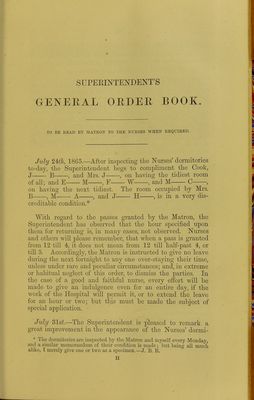 SUPERINTENDENT'S
GENERAL ORDER BOOK.
TO BE READ BY MATRON TO THE NURSES WHEN REQUIRED.
July 24th, 1863.—After inspecting the Nurses' dormitories
to-day, the Superintendent begs to compliment the Cook,
J—— B——, and Mrs. J——, on having the tidiest room
of all; and E—— M——, F—— W——, and M—— C——,
on having the next tidiest. The room occupied by Mrs.
B——, M—— A——, and J—— H——, is in a very dis-
creditable condition.*
With regard to the passes granted by the Matron, the
Superintendent has observed that the hour specified upon
them for returning is, in many cases, not observed. Nurses
and others will please remember, that when a pass is granted
from 12 till 4, it does not mean from 12 till half-past 4, or
till 5. Accordingly, the Matron is instructed to give no leave
during the next fortnight to any one over-staying their time,
unless under rare and peculiar circumstances; and, in extreme
or habitual neglect of this order, to dismiss the parties. In
the case of a good and faithful nurse, every effort will be
made to give an indulgence even for an entire day, if the
work of the Hospital will permit it, or to extend the leave
for an hour or two; but this must be made the subject of
special application.
July 31st.—The Superintendent is pleased to remark a
great improvement in the appearance of the Nurses' dormi-
* The dormitories are inspected by the Matron and myself every Monday,
and a similar memorandum of their condition is made; but being all much
alike, I merely give one or two as a specimen.—J. B. B.
H